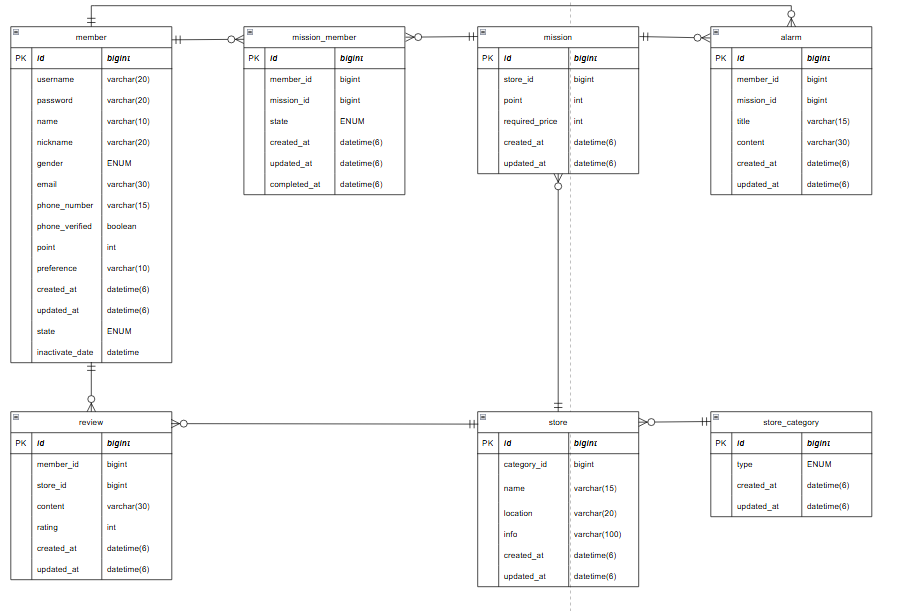 member
PK id bigint
username varchar(20)
password varchar(20)
name varchar(10)
nickname varchar(20)
gender ENUM
email varchar(30)
phone_number varchar(15)
phone_verified boolean
point int
preference varchar(10)
created_at datetime(6)
updated_at datetime(6)
state ENUM
inactivate_date datetime
mission_member
PK id bigint
member_id bigint
mission_id bigint
state ENUM
created_at datetime(6)
updated_at datetime(6)
completed_at datetime(6)
mission
PK id bigint
store_id bigint
point int
required_price int
created_at datetime(6)
updated_at datetime(6)
alarm
PK id bigint
member_id bigint
mission_id bigint
title varchar(15)
content varchar(30)
created_at datetime(6)
updated_at datetime(6)
review
PK id bigint
member_id bigint
store_id bigint
content varchar(30)
rating int
created_at datetime(6)
updated_at datetime(6)
store
PK id bigint
category_id bigint
name varchar(15)
location varchar(20)
info varchar(100)
created_at datetime(6)
updated_at datetime(6)
store_category
PK id bigint
type ENUM
created_at datetime(6)
updated_at datetime(6)